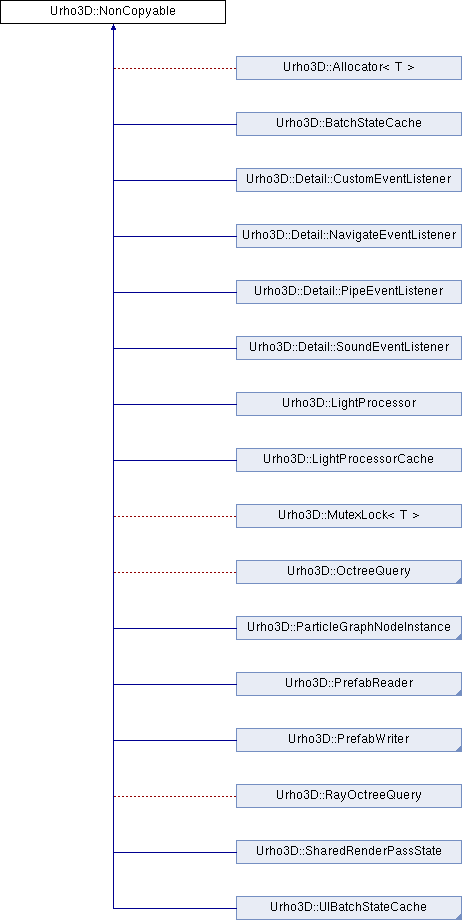 Urho3D::NonCopyable
Urho3D::Allocator< T >
Urho3D::BatchStateCache
Urho3D::Detail::CustomEventListener
Urho3D::Detail::NavigateEventListener
Urho3D::Detail::PipeEventListener
Urho3D::Detail::SoundEventListener
Urho3D::LightProcessor
Urho3D::LightProcessorCache
Urho3D::MutexLock< T >
Urho3D::OctreeQuery
Urho3D::ParticleGraphNodeInstance
Urho3D::PrefabReader
Urho3D::PrefabWriter
Urho3D::RayOctreeQuery
Urho3D::SharedRenderPassState
Urho3D::UIBatchStateCache